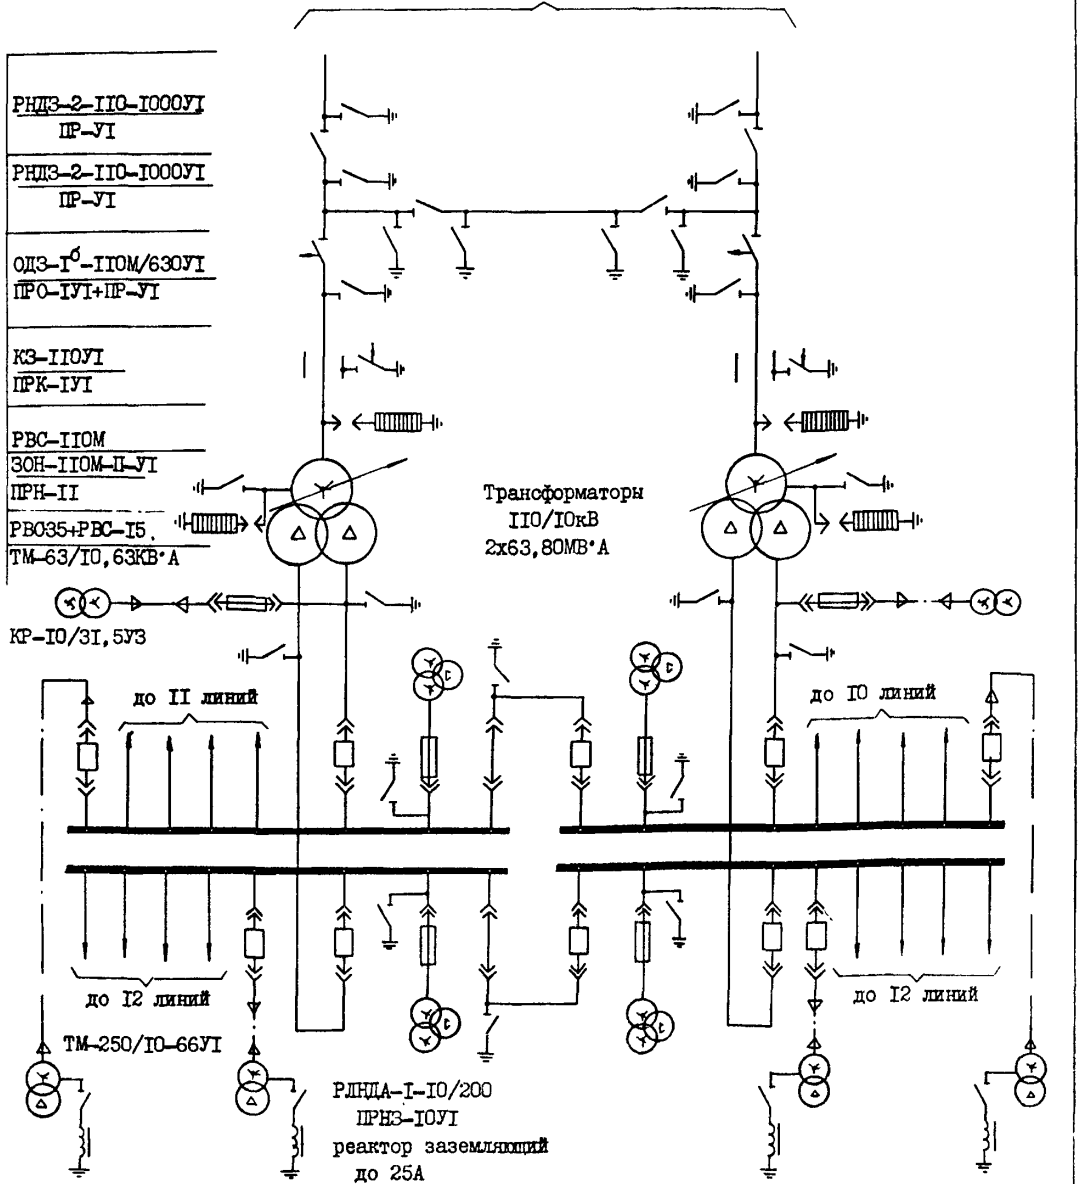 РНДЗ-2-110-1000У1
ПР-У1
РНДЗ-2-110-1000У1
ПР-У1
ОДЗ-1б-110М/630У1
ПРО-1У1+ПР-У1
КЗ-110У1
ПРК-1У1
РВС-110М
ЗОН-110М-П-У1
ПРН-11
РВО35+РВС-15.
ТМ-63/10,63КВ·А
Трансформаторы
110/10кВ
2х63,80МВ·А
КР-10/31,5У3
до 11 линий
до 10 линий
до 12 линий
до 12 линий
ТМ-250/10-66У1
РЛНДА-1-10/200
ПРНЗ-10У1
реактор заземляющий
до 25А